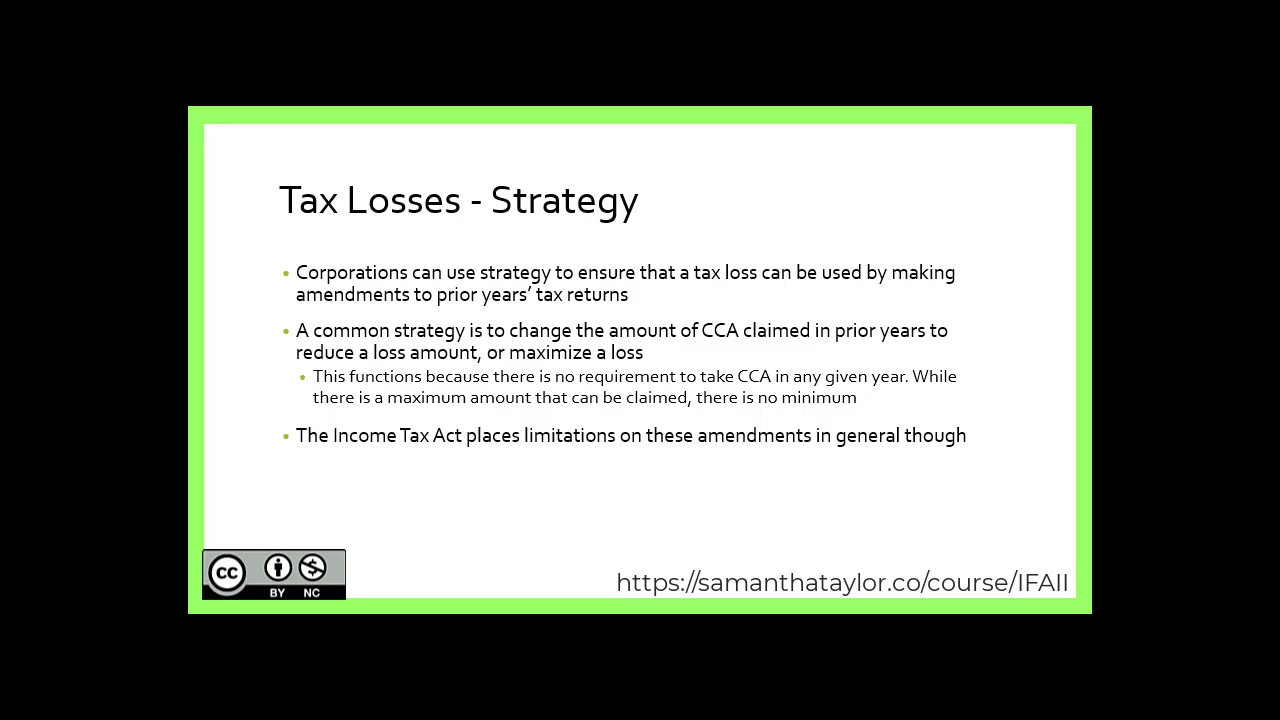 Tax Losses - Strategy
• Corporations can use strategy to ensure that a tax loss can be used by making
amendments to prior years’ tax returns
• A common strategy is to change the amount of CCA claimed in prior years to
reduce a loss amount, or maximize a loss
• This functions because there is no requirement to take CCA in any given year. While
there is a maximum amount that can be claimed, there is no minimum
• The Income Tax Act places limitations on these amendments in general though
cc
BY NC
https://samanthataylor.co/course/IFAII